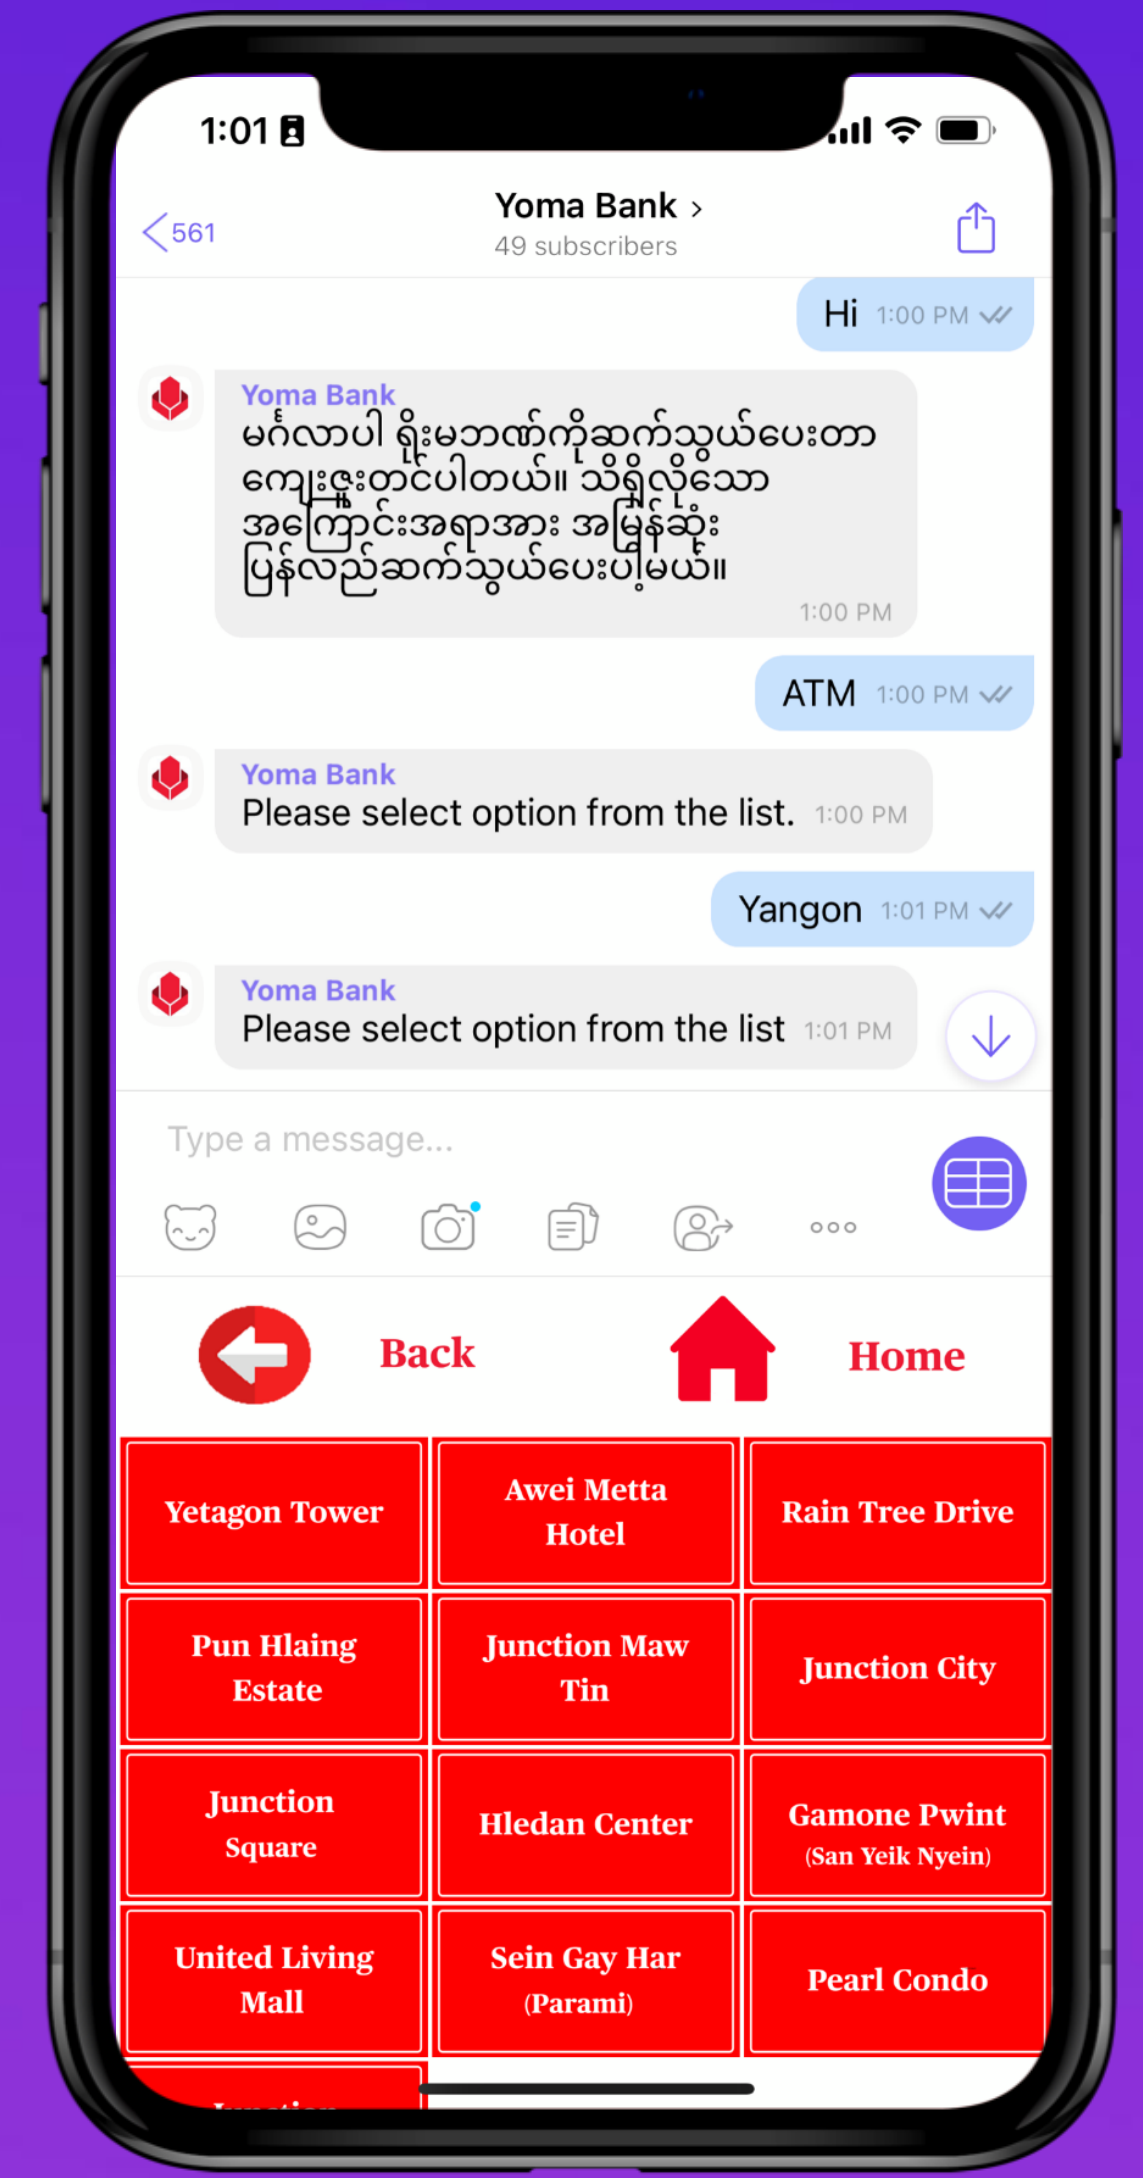 1:01
561
Yoma Bank
49 subscribers
Hi 1:00 PM
Yoma Bank
မင်္ဂလာပါ ရိုးမဘဏ်ကိုဆက်သွယ်ပေးတာ
ကျေးဇူးတင်ပါတယ်။ သိရှိလိုသော
အကြောင်းအရာအား အမြန်ဆုံး
ပြန်လည်ဆက်သွယ်ပေးပါ့မယ်။
1:00 PM
ATM 1:00 PM
Yoma Bank
Please select option from the list. 1:00 PM
Yangon 1:01 PM
Yoma Bank
Please select option from the list 1:01 PM
Type a message...
Back
Home
Yetagon Tower
Awei Metta
Hotel
Rain Tree Drive
Pun Hlaing
Estate
Junction Maw
Tin
Junction City
Junction
Square
Hledan Center
Gamone Pwint
(San Yeik Nyein)
United Living
Mall
Sein Gay Har
(Parami)
Pearl Condo